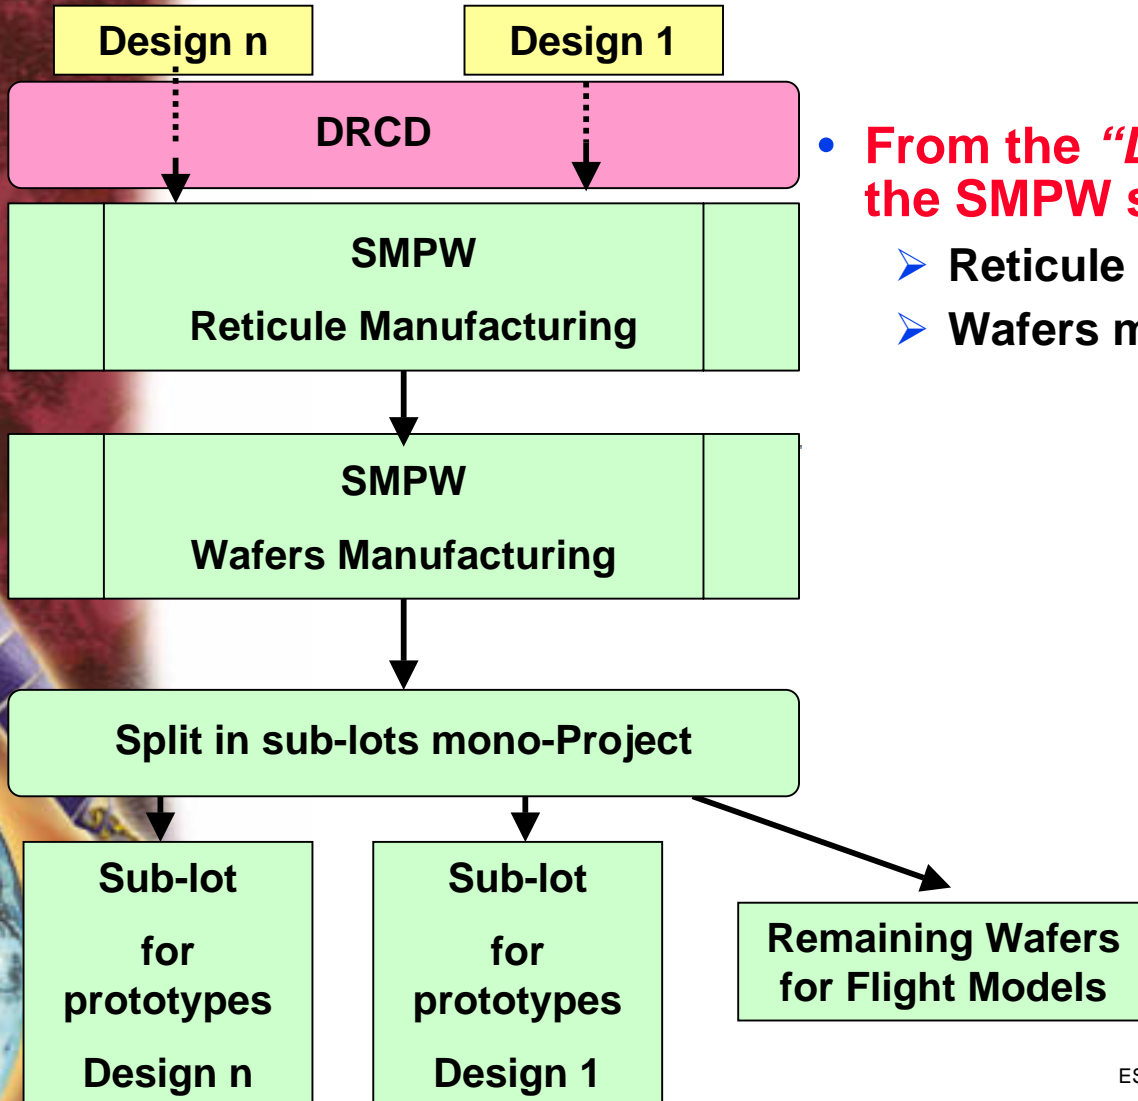 Design n
Design 1
DRCD
• From the “
the SMPW
➢ Reticule
➢ Wafers
SMPW
Reticule Manufacturing
SMPW
Wafers Manufacturing
Split in sub-lots mono-Project
Sub-lot
for
prototypes
Design n
Sub-lot
for
prototypes
Design 1
Remaining Wafers
for Flight Models